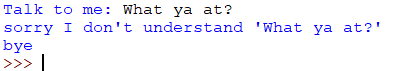 Talk to me: What ya at?
sorry I don't understand 'What ya at?'
bye
>>>